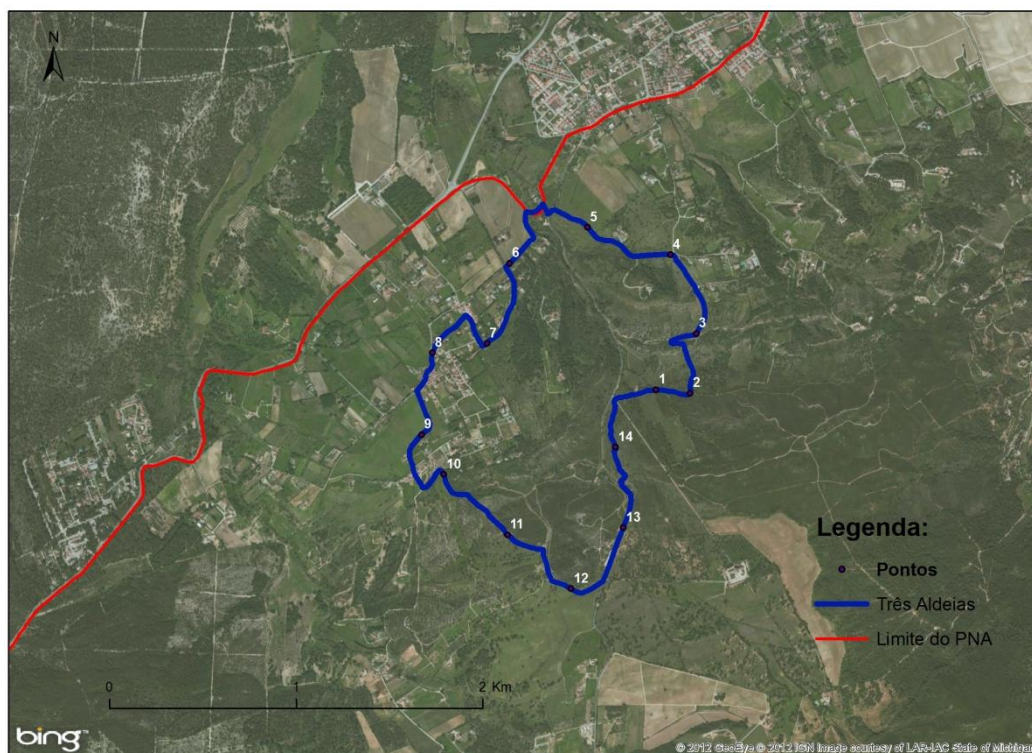 N
5
4
6
3
7
8
1
2
9
14
10
11
13
12
Legenda:
Pontos
Três Aldeias
Limite do PNA
0 1 2 Km
bing
© 2012 GeoEye © 2012 IGN Image courtesy of LAR-IAC State of Michigan